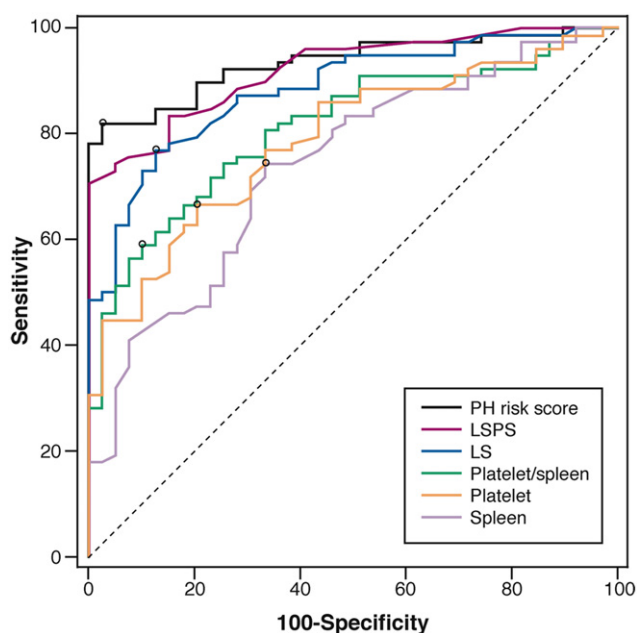 100
80
60
40
20
0
Sensitivity
PH risk score
LSPS
LS
Platelet/spleen
Platelet
Spleen
0 20 40 60 80 100
100-Specificity